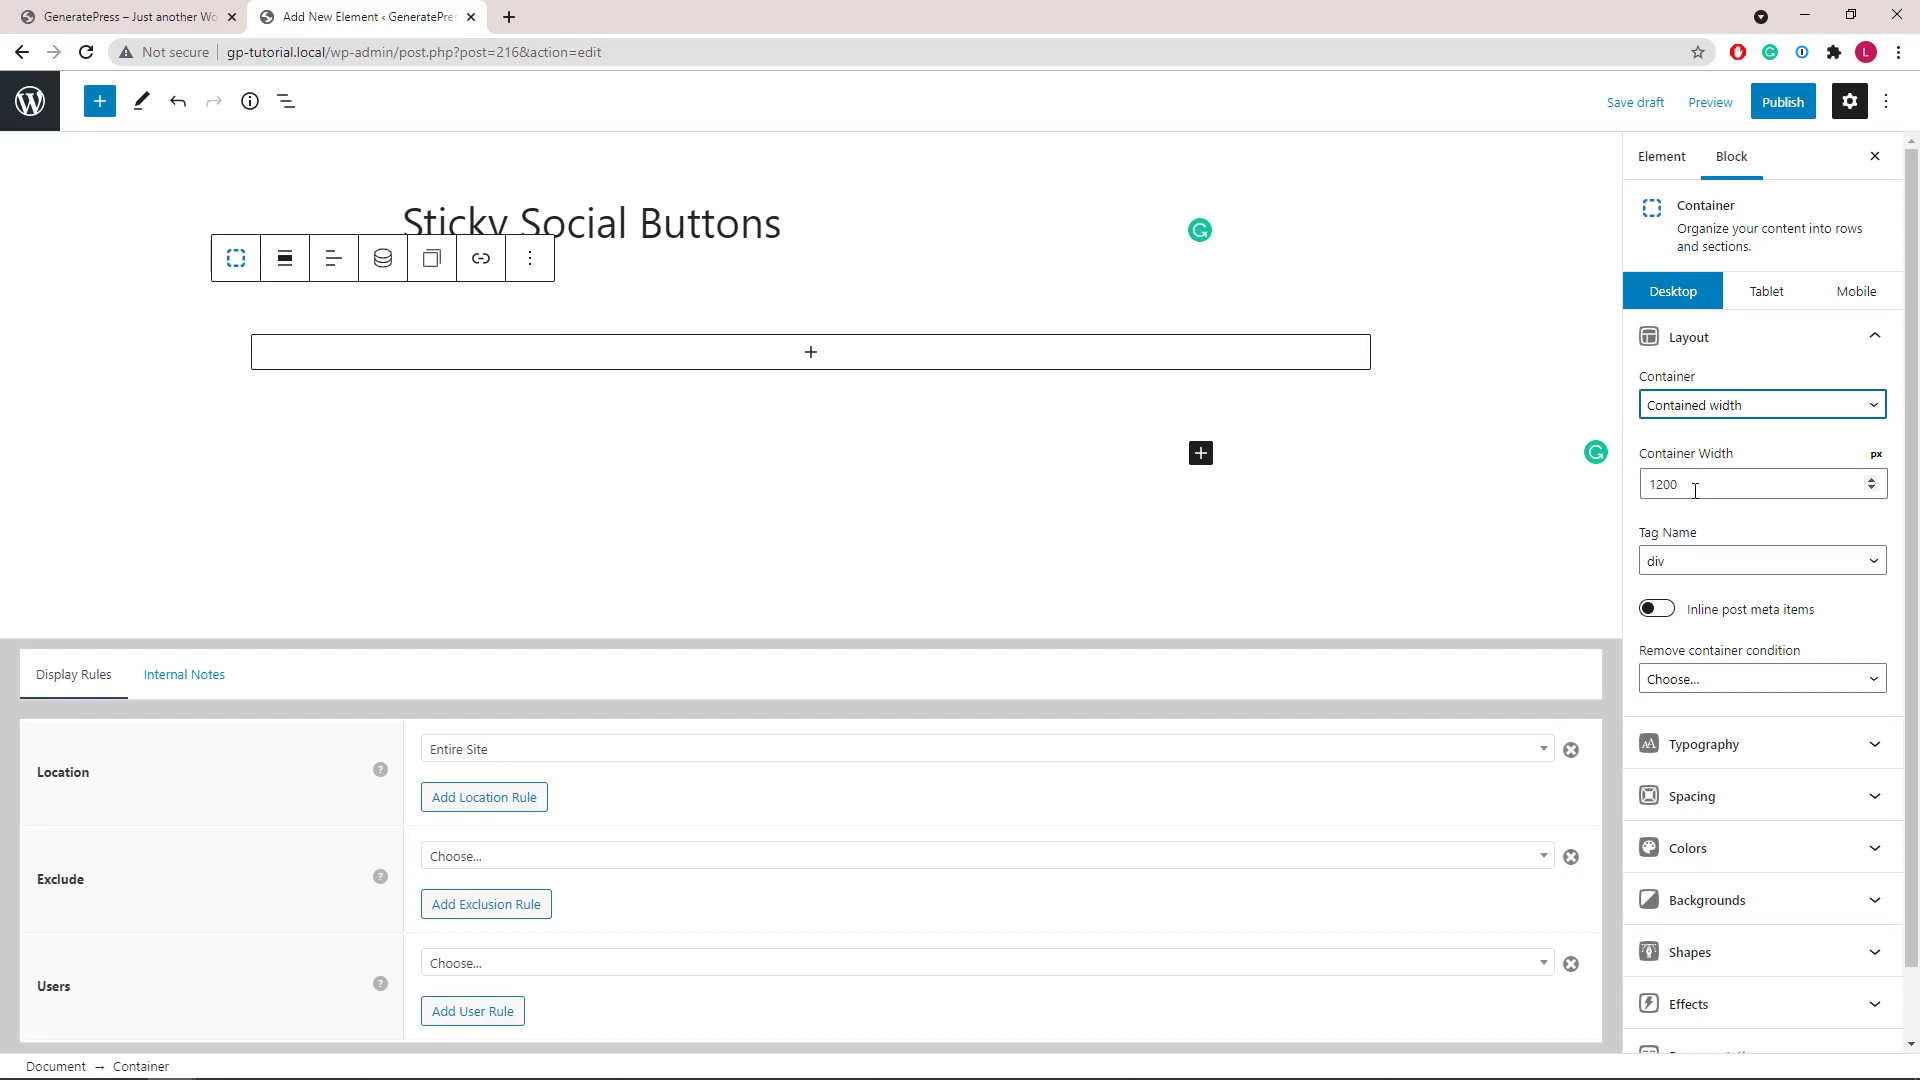 GeneratePress – Just another Wo
Add New Element ‹ GeneratePres
Not secure
gp-tutorial.local/wp-admin/post.php?post=216&action=edit
L
Save draft
Preview
Publish
Sticky Social Buttons
Element
Block
Container
Organize your content into rows
and sections.
Desktop
Tablet
Mobile
Layout
Container
Contained width
Container Width
px
1200
Tag Name
div
Inline post meta items
Remove container condition
Choose...
Typography
Spacing
Colors
Backgrounds
Shapes
Effects
Display Rules
Internal Notes
Location
?
Entire Site
Add Location Rule
Exclude
?
Choose...
Add Exclusion Rule
Users
?
Choose...
Add User Rule
Document → Container